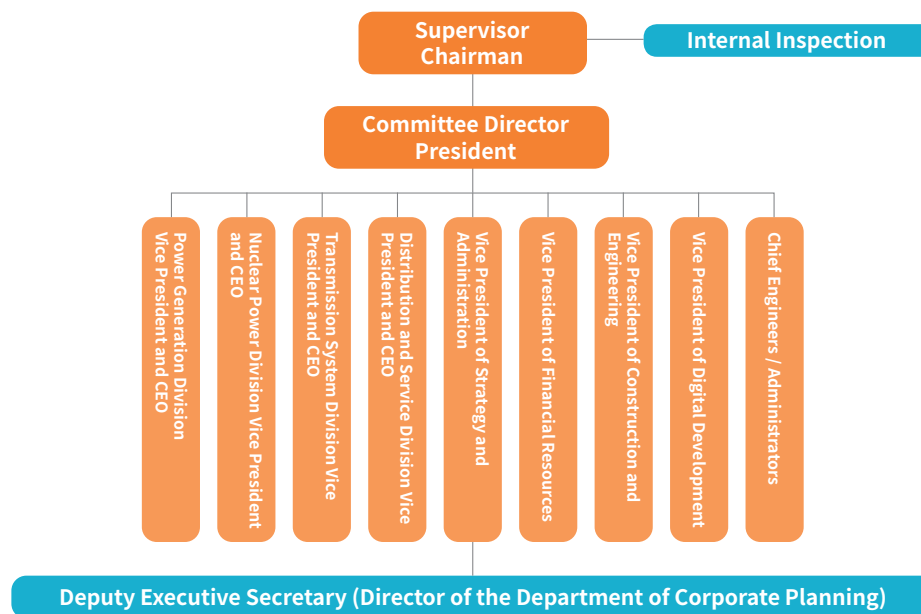 Supervisor
Chairman
Internal Inspection
Committee Director
President
Power Generation Division
Vice President and CEO
Nuclear Power Division Vice President
and CEO
Transmission System Division Vice
President and CEO
Distribution and Service Division Vice
President and CEO
Vice President of Strategy and
Administration
Vice President of Financial Resources
Vice President of Construction and
Engineering
Vice President of Digital Development
Chief Engineers / Administrators
Deputy Executive Secretary (Director of the Department of Corporate Planning)